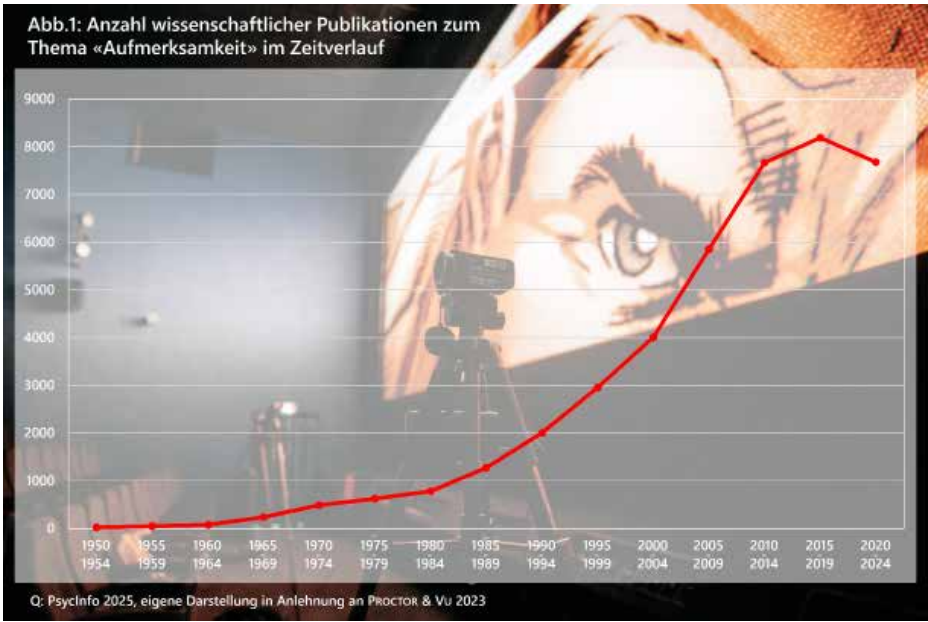 Abb.1: Anzahl wissenschaftlicher Publikationen zum
Thema «Aufmerksamkeit» im Zeitverlauf
9000
8000
7000
6000
5000
4000
3000
2000
1000
0
1950 1955 1960 1965 1970 1975 1980 1985 1990 1995 2000 2005 2010 2015 2020
1954 1959 1964 1969 1974 1979 1984 1989 1994 1999 2004 2009 2014 2019 2024
Q: PsycInfo 2025, eigene Darstellung in Anlehnung an PROCTOR & VU 2023